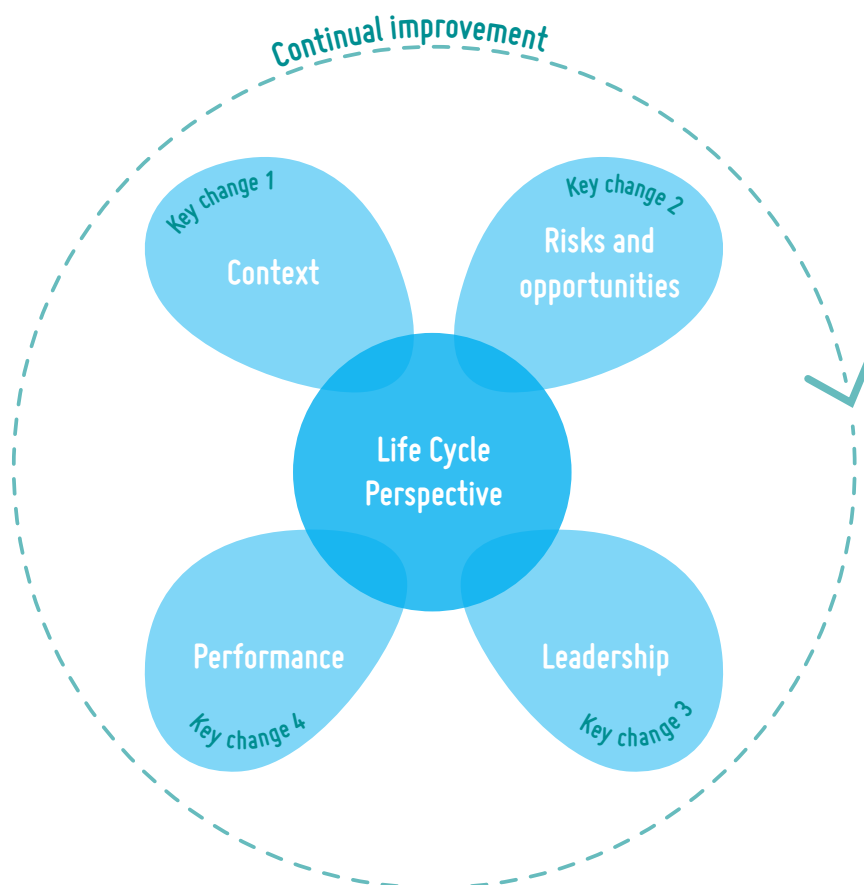 Continual improvement
Key change 1
Context
Key change 2
Risks and
opportunities
Life Cycle
Perspective
Performance
Key change 4
Leadership
Key change 3